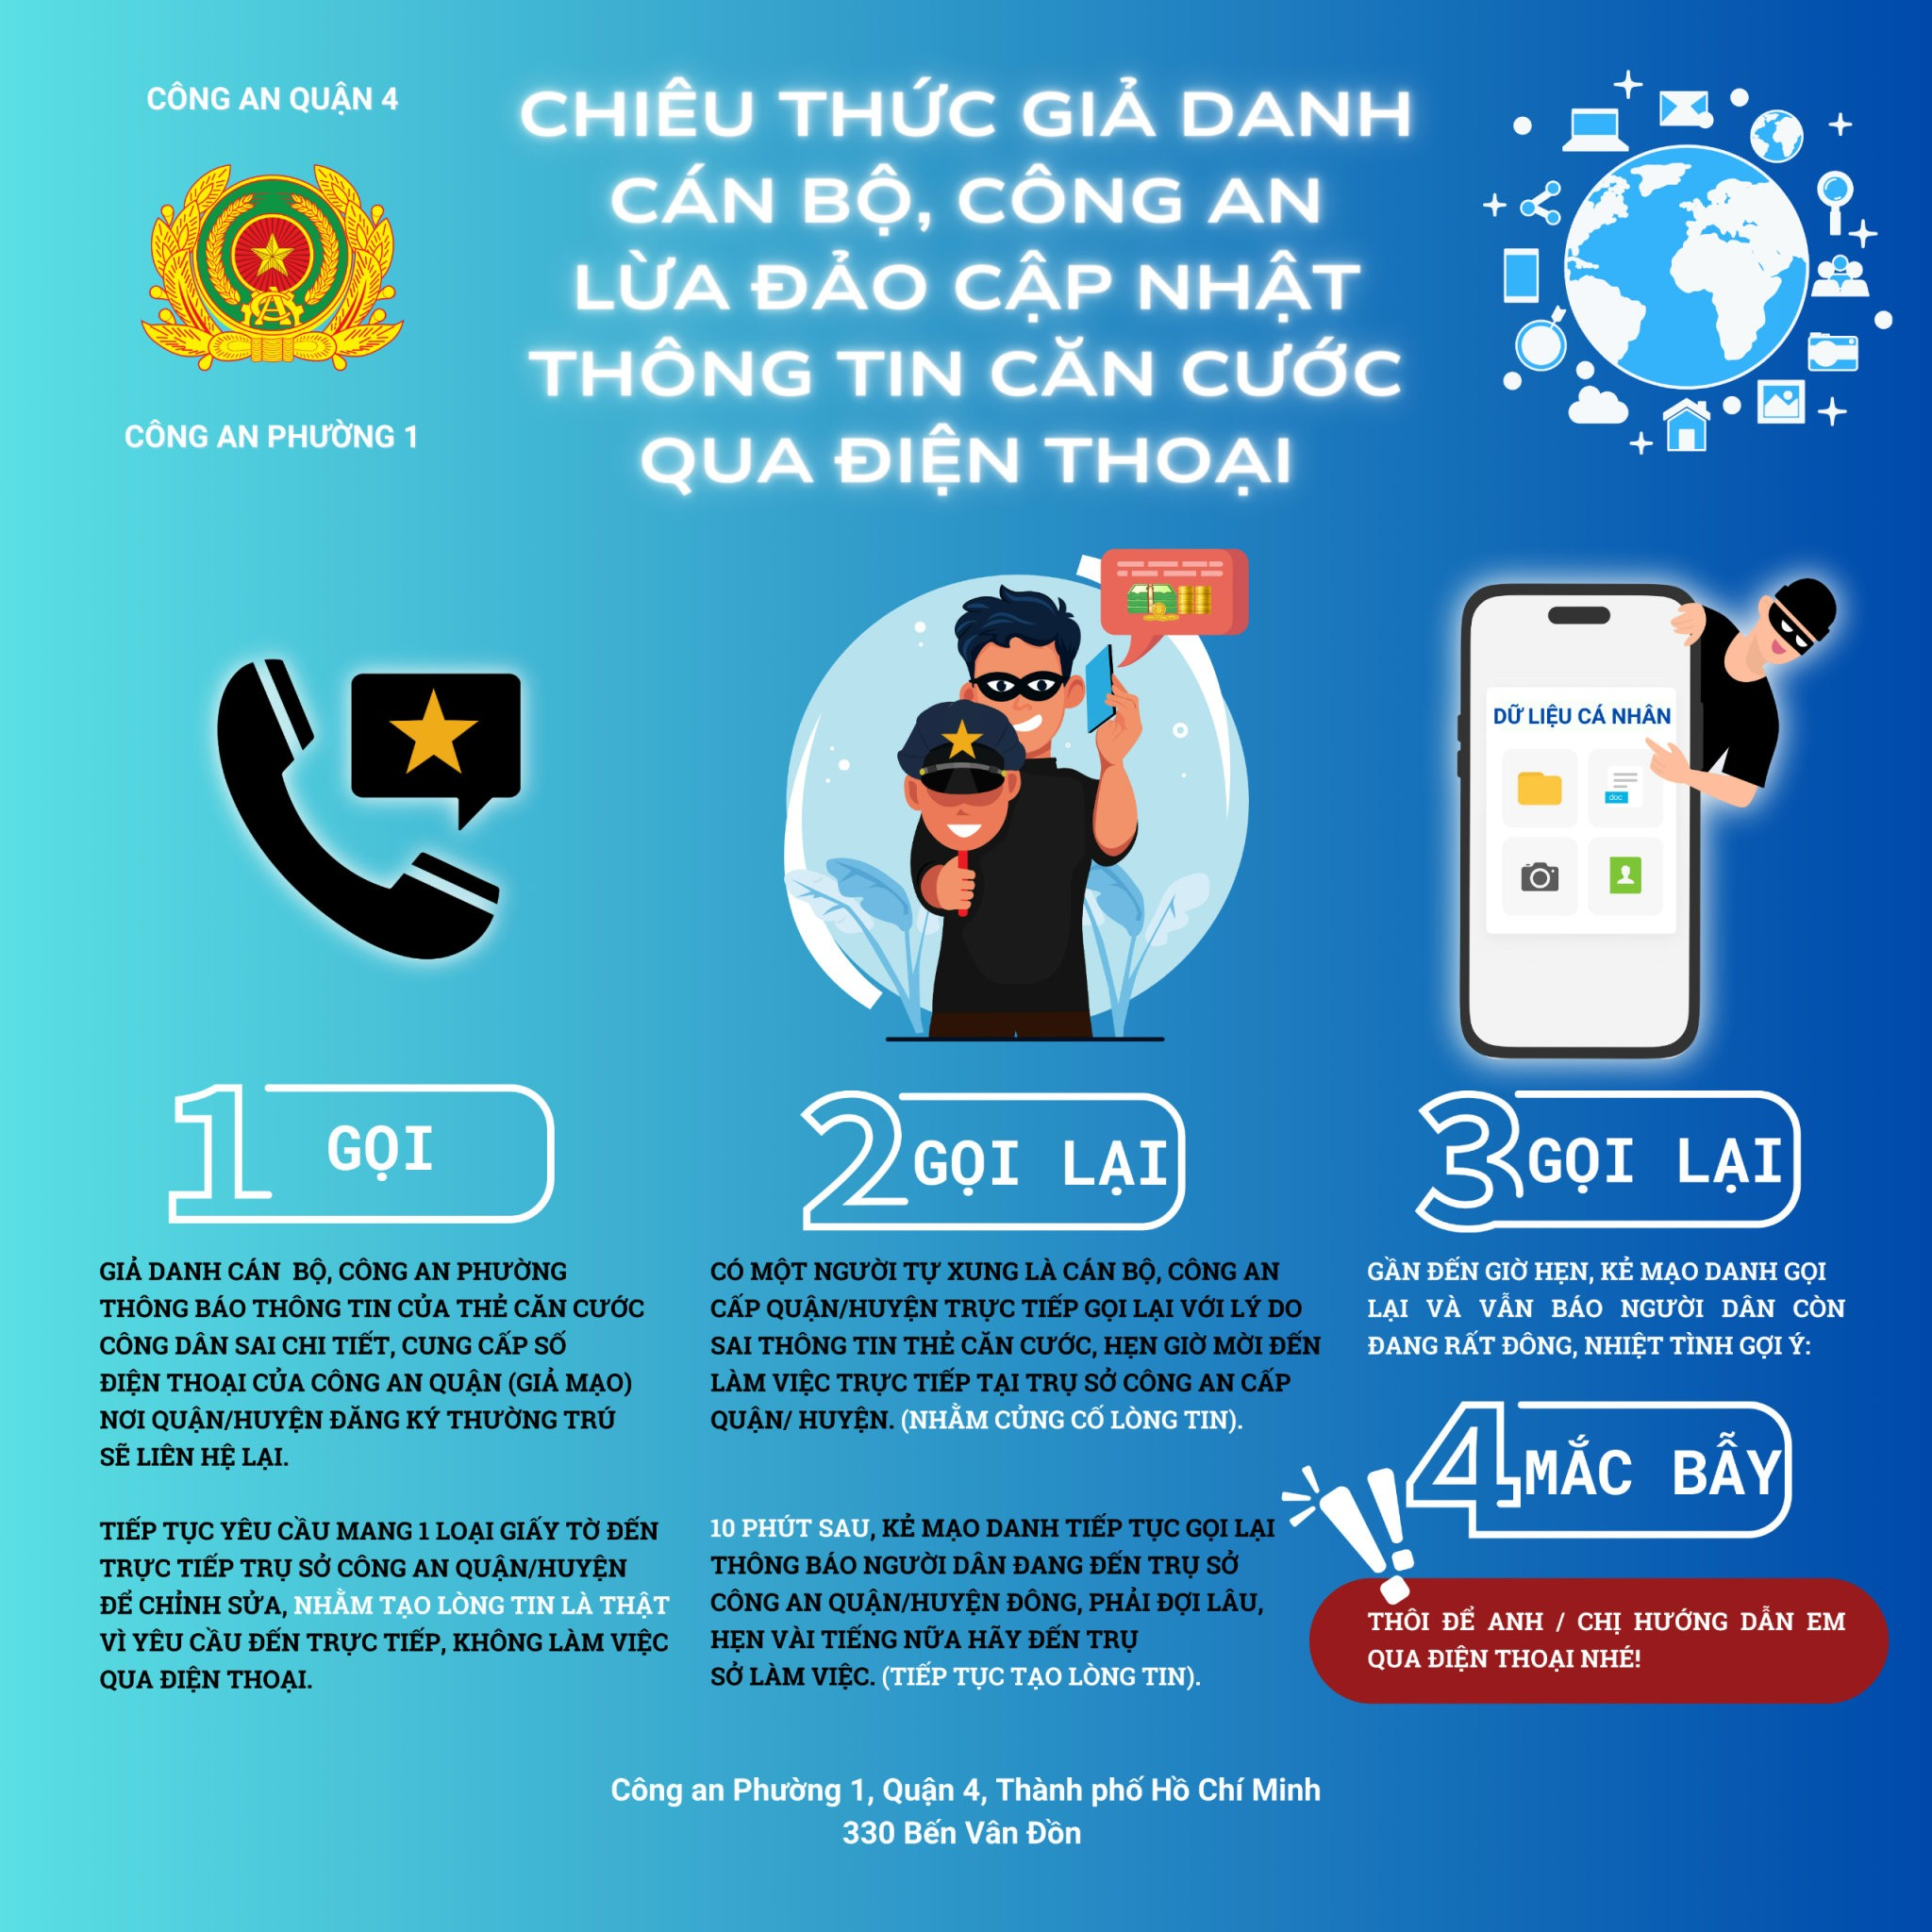 CÔNG AN QUẬN 4
CÔNG AN PHƯỜNG 1
CHIÊU THỨC GIẢ DANH
CÁN BỘ, CÔNG AN
LỪA ĐẢO CẬP NHẬT
THÔNG TIN CĂN CƯỚC
QUA ĐIỆN THOẠI
DỮ LIỆU CÁ NHÂN
doc
1 GỌI
GIẢ DANH CÁN BỘ, CÔNG AN PHƯỜNG
THÔNG BÁO THÔNG TIN CỦA THẺ CĂN CƯỚC
CÔNG DÂN SAI CHI TIẾT, CUNG CẤP SỐ
ĐIỆN THOẠI CỦA CÔNG AN QUẬN (GIẢ MẠO)
NƠI QUẬN/HUYỆN ĐĂNG KÝ THƯỜNG TRÚ
SẼ LIÊN HỆ LẠI.
TIẾP TỤC YÊU CẦU MANG 1 LOẠI GIẤY TỜ ĐẾN
TRỰC TIẾP TRỤ SỞ CÔNG AN QUẬN/HUYỆN
ĐỂ CHỈNH SỬA, NHẰM TẠO LÒNG TIN LÀ THẬT
VÌ YÊU CẦU ĐẾN TRỰC TIẾP, KHÔNG LÀM VIỆC
QUA ĐIỆN THOẠI.
2 GỌI LẠI
CÓ MỘT NGƯỜI TỰ XUNG LÀ CÁN BỘ, CÔNG AN
CẤP QUẬN/HUYỆN TRỰC TIẾP GỌI LẠI VỚI LÝ DO
SAI THÔNG TIN THẺ CĂN CƯỚC, HẸN GIỜ MỜI ĐẾN
LÀM VIỆC TRỰC TIẾP TẠI TRỤ SỞ CÔNG AN CẤP
QUẬN/ HUYỆN. (NHẰM CỦNG CỐ LÒNG TIN).
10 PHÚT SAU, KẺ MẠO DANH TIẾP TỤC GỌI LẠI
THÔNG BÁO NGƯỜI DÂN ĐANG ĐẾN TRỤ SỞ
CÔNG AN QUẬN/HUYỆN ĐÔNG, PHẢI ĐỢI LÂU,
HẸN VÀI TIẾNG NỮA HÃY ĐẾN TRỤ
SỞ LÀM VIỆC. (TIẾP TỤC TẠO LÒNG TIN).
3 GỌI LẠI
GẦN ĐẾN GIỜ HẸN, KẺ MẠO DANH GỌI
LẠI VÀ VẪN BÁO NGƯỜI DÂN CÒN
ĐANG RẤT ĐÔNG, NHIỆT TÌNH GỢI Ý:
4 MẮC BẪY
THÔI ĐỂ ANH / CHỊ HƯỚNG DẪN EM
QUA ĐIỆN THOẠI NHÉ!
Công an Phường 1, Quận 4, Thành phố Hồ Chí Minh
330 Bến Vân Đồn